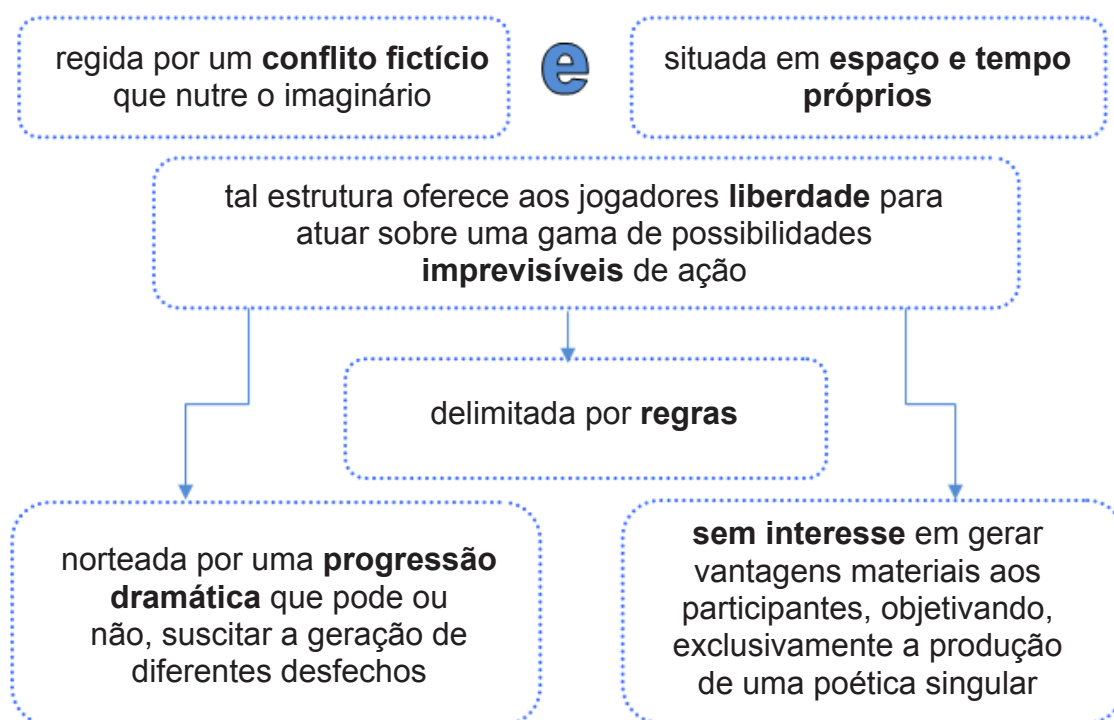 regida por um conflito fictício
que nutre o imaginário
e
situada em espaço e tempo
próprios
tal estrutura oferece aos jogadores liberdade para
atuar sobre uma gama de possibilidades
imprevisíveis de ação
delimitada por regras
norteada por uma progressão
dramática que pode ou
não, suscitar a geração de
diferentes desfechos
sem interesse em gerar
vantagens materiais aos
participantes, objetivando,
exclusivamente a produção
de uma poética singular